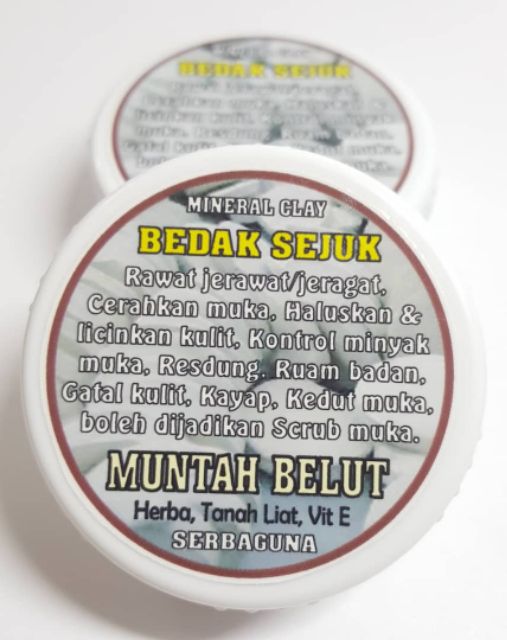 BEDAK SEJUK
MINERAL CLAY
BEDAK SEJUK
Rawat jerawat/jeragat,
Cerahkan muka, Haluskan &
licinkan kulit, Kontrol minyak
muka, Resdung, Ruam badan,
Gatal kulit, Kayap, Kedut muka,
boleh dijadikan Scrub muka.
MUNTAH BELUT
Herba, Tanah Liat, Vit E
SERBAGUNA